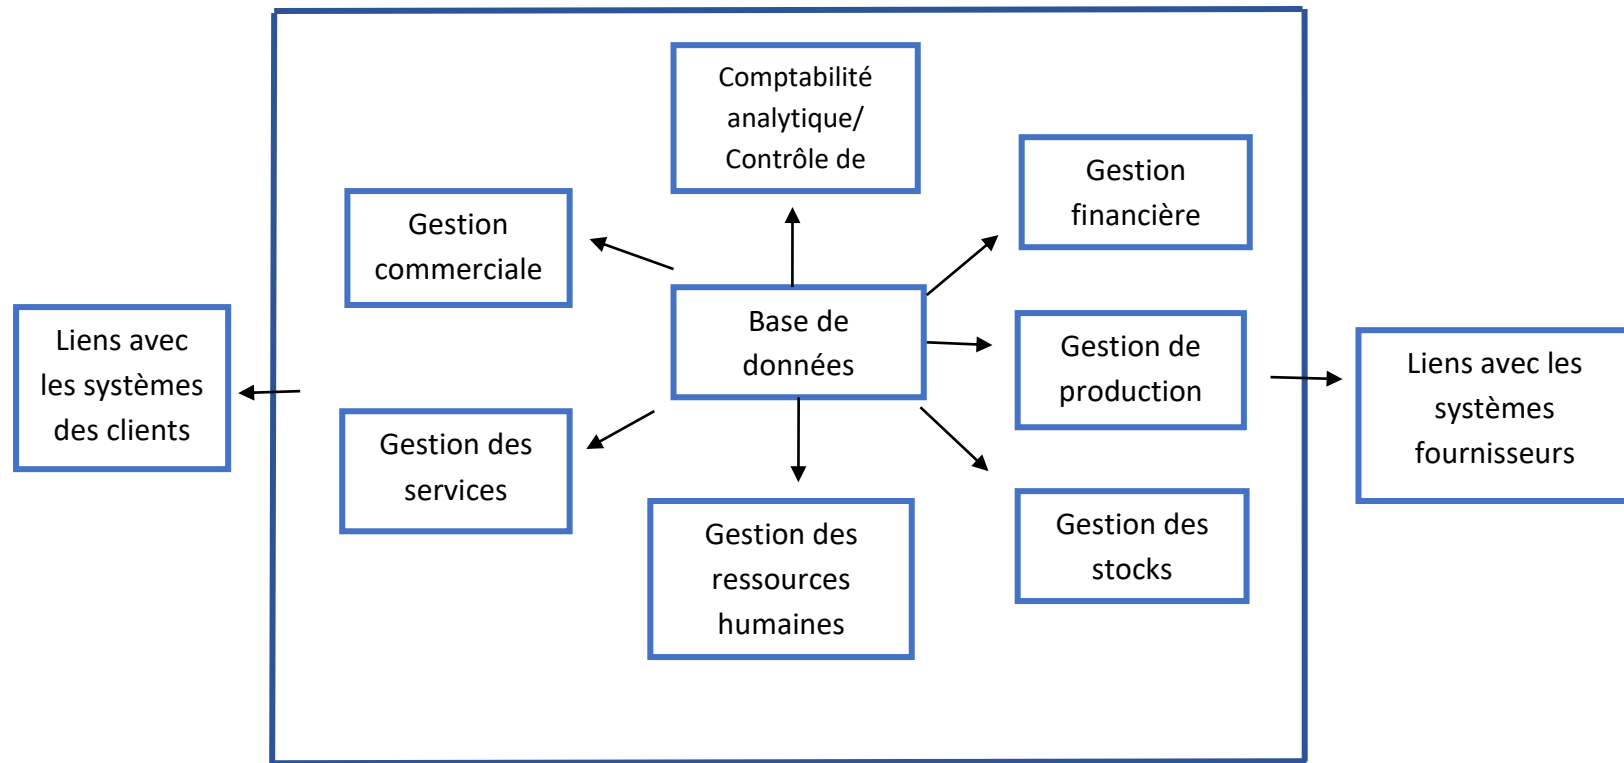 Comptabilité
analytique/
Contrôle de
Gestion
financière
Gestion
commerciale
Base de
données
Gestion de
production
Liens avec
les systèmes
des clients
Liens avec les
systèmes
fournisseurs
Gestion des
services
Gestion des
ressources
humaines
Gestion des
stocks